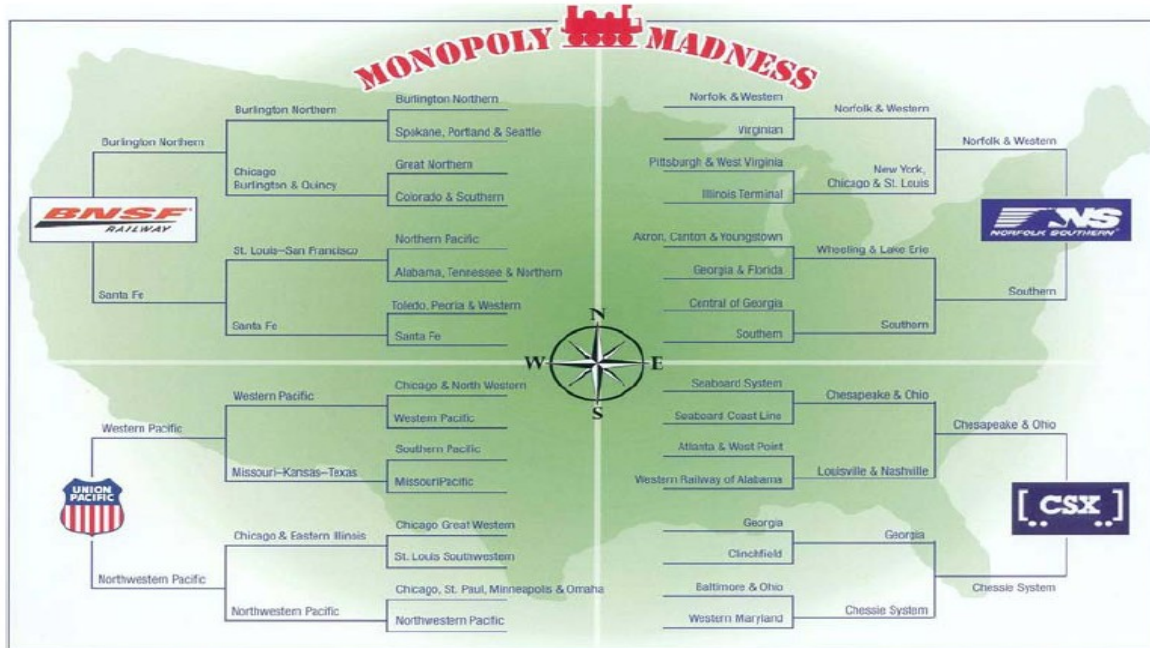 MONOPOLY MADNESS
Burlington Northern
Spokane, Portland & Seattle
Great Northern
Colorado & Southern
Northern Pacific
Alabama, Tennessee & Northern
Toledo, Peoria & Western
Santa Fe
Burlington Northern
Chicago
Burlington & Quincy
St. Louis–San Francisco
Santa Fe
Burlington Northern
Santa Fe
BNSF
RAILWAY
Norfolk & Western
Virginian
Pittsburgh & West Virginia
Illinois Terminal
Akron, Canton & Youngstown
Georgia & Florida
Central of Georgia
Southern
Norfolk & Western
New York,
Chicago & St. Louis
Wheeling & Lake Erie
Southern
Norfolk & Western
Southern
NS
NORFOLK SOUTHERN
N
W E
S
Chicago & North Western
Western Pacific
Southern Pacific
MissouriPacific
Chicago Great Western
St. Louis Southwestern
Chicago, St. Paul, Minneapolis & Omaha
Northwestern Pacific
Western Pacific
Missouri–Kansas–Texas
Chicago & Eastern Illinois
Northwestern Pacific
Western Pacific
Northwestern Pacific
UNION
PACIFIC
Seaboard System
Seaboard Coast Line
Atlanta & West Point
Western Railway of Alabama
Georgia
Clinchfield
Baltimore & Ohio
Western Maryland
Chesapeake & Ohio
Louisville & Nashville
Georgia
Chessie System
Chesapeake & Ohio
Chessie System
[CSX]